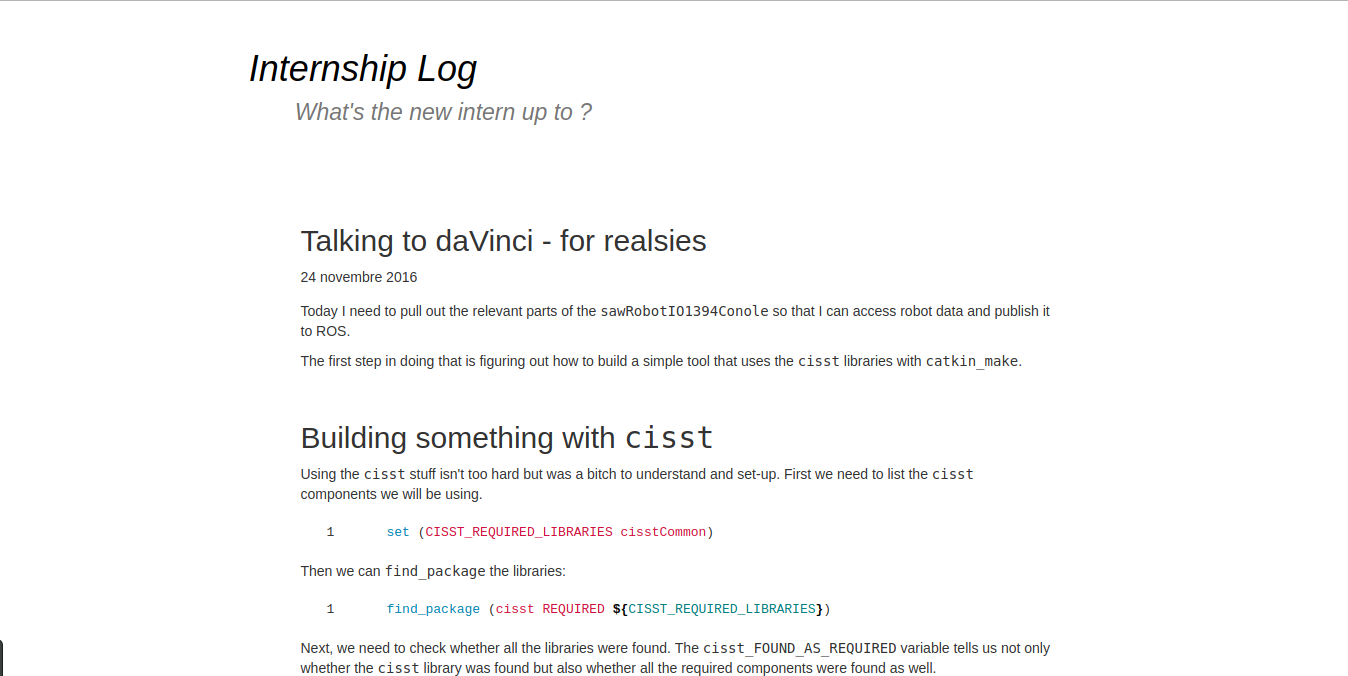 Internship Log
What's the new intern up to ?
Talking to daVinci - for realsies
24 novembre 2016
Today I need to pull out the relevant parts of the sawRobotIO1394Conole so that I can access robot data and publish it
to ROS.
The first step in doing that is figuring out how to build a simple tool that uses the cisst libraries with catkin_make.
Building something with cisst
Using the cisst stuff isn't too hard but was a bitch to understand and set-up. First we need to list the cisst
components we will be using.
1 set (CISST_REQUIRED_LIBRARIES cisstCommon)
Then we can find_package the libraries:
1 find_package (cisst REQUIRED ${CISST_REQUIRED_LIBRARIES})
Next, we need to check whether all the libraries were found. The cisst_FOUND_AS_REQUIRED variable tells us not only
whether the cisst library was found but also whether all the required components were found as well.